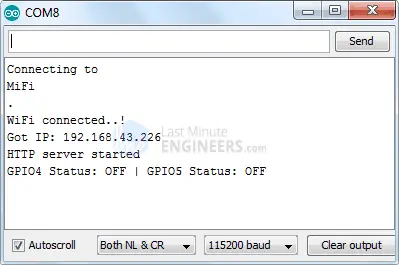 COM8
Send
Connecting to
MiFi
.
WiFi connected..!
Got IP: 192.168.43.226
HTTP server started
GPIO4 Status: OFF | GPIO5 Status: OFF
Last Minute
ENGINEERS.com
Autoscroll
Both NL & CR
115200 baud
Clear output